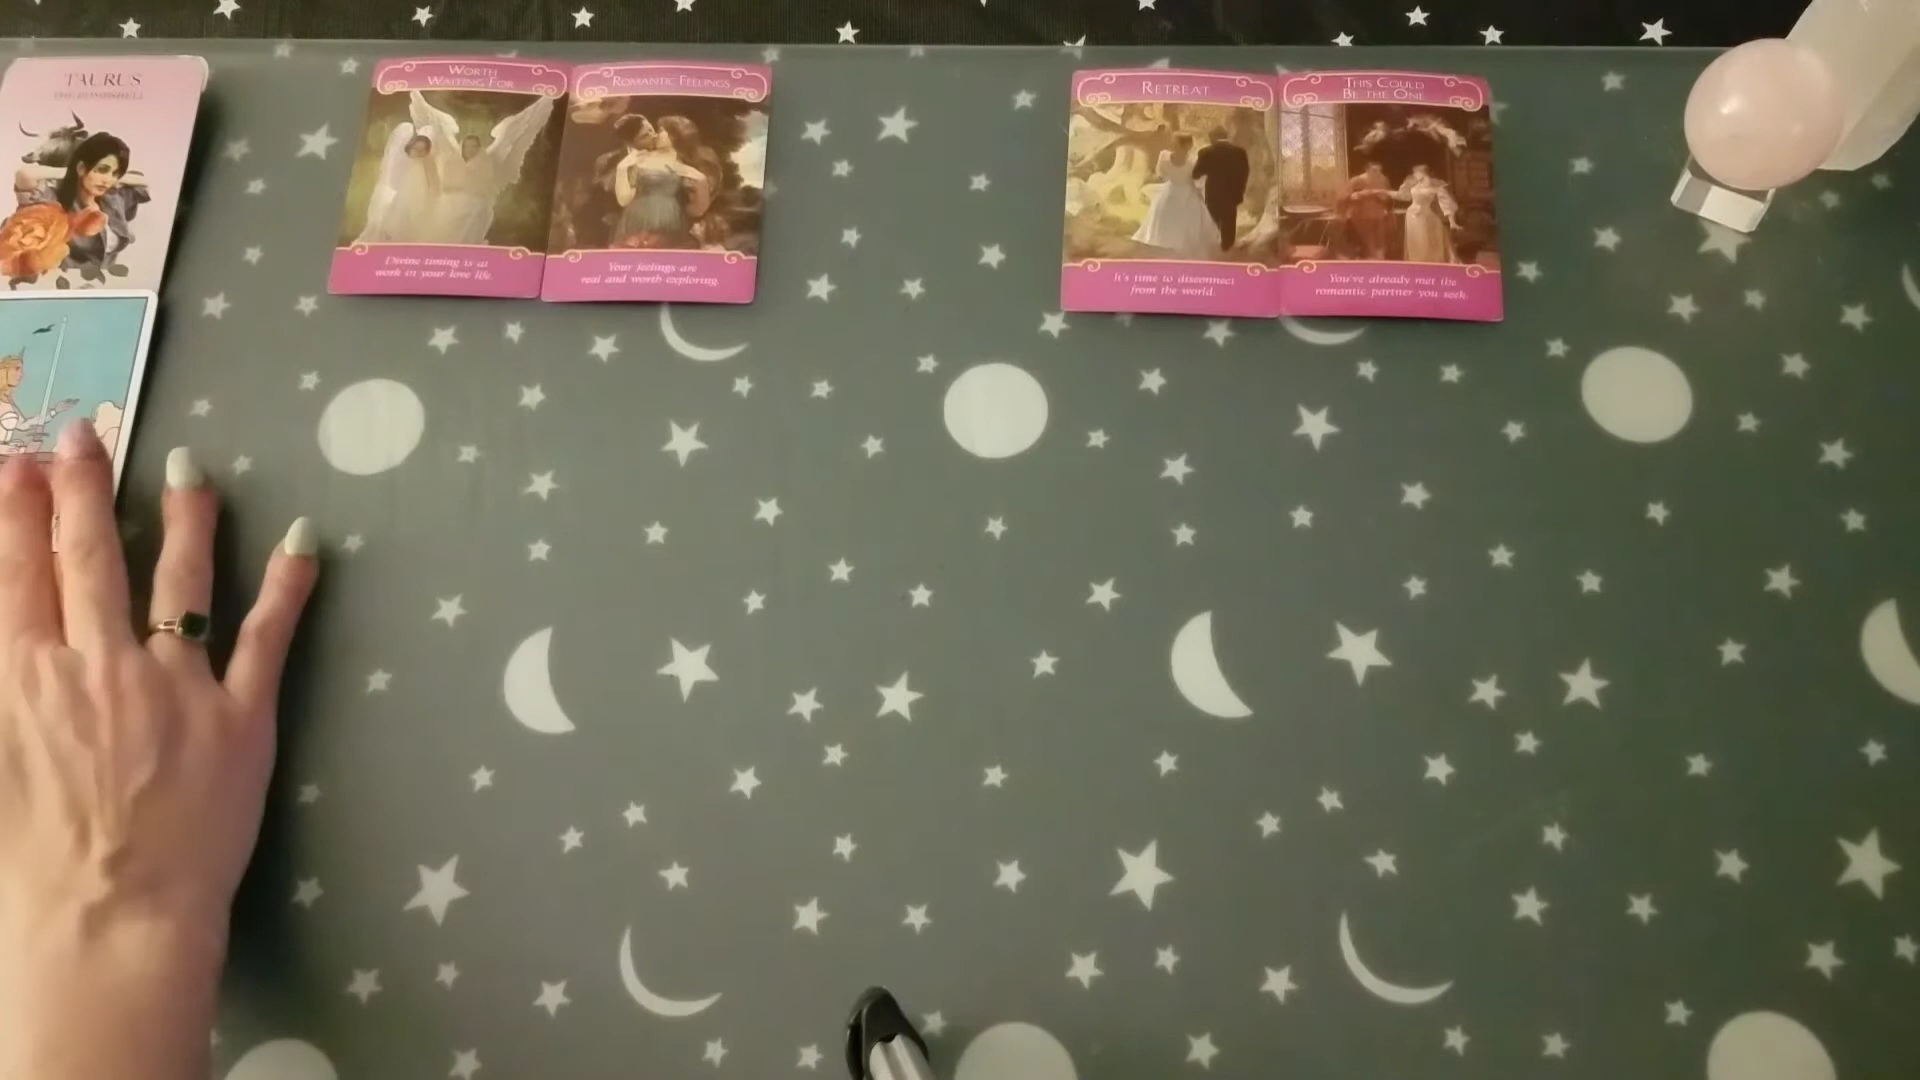 TAURUS
THE BOMBSHELL
WORTH
WAITING FOR
Divine timing is at
work in your love life.
ROMANTIC FEELINGS
Your feelings are
real and worth exploring.
RETREAT
It's time to disconnect
from the world.
THIS COULD
BE THE ONE
You've already met the
romantic partner you seek.